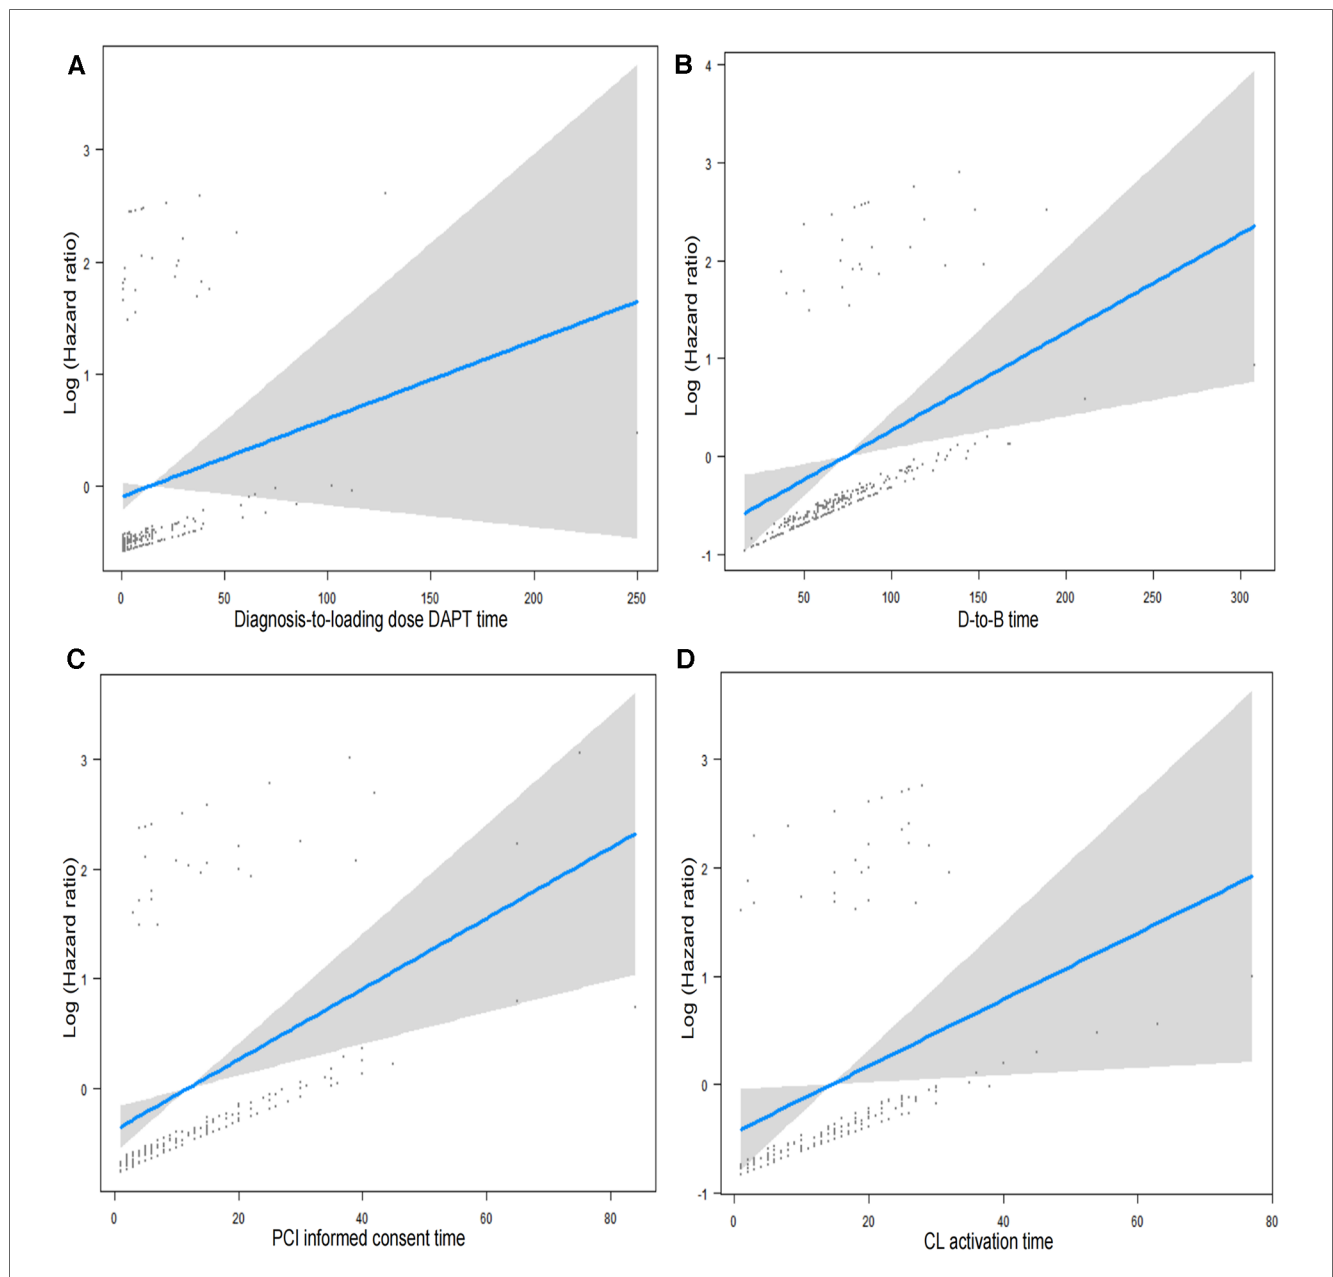 A
Log (Hazard ratio)
3
2
1
0
0 50 100 150 200 250
Diagnosis-to-loading dose DAPT time
B
Log (Hazard ratio)
4
3
2
1
0
-1
50 100 150 200 250 300
D-to-B time
C
Log (Hazard ratio)
3
2
1
0
0 20 40 60 80
PCI informed consent time
D
Log (Hazard ratio)
3
2
1
0
-1
0 20 40 60 80
CL activation time